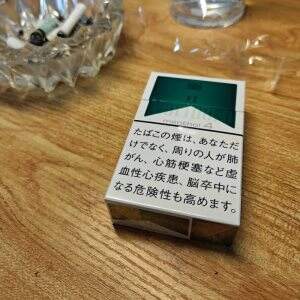 menthol
たばこの煙は、あなただ
けでなく、周りの人が肺
がん、心筋梗塞など虚
血性心疾患、脳卒中に
なる危険性も高めます。